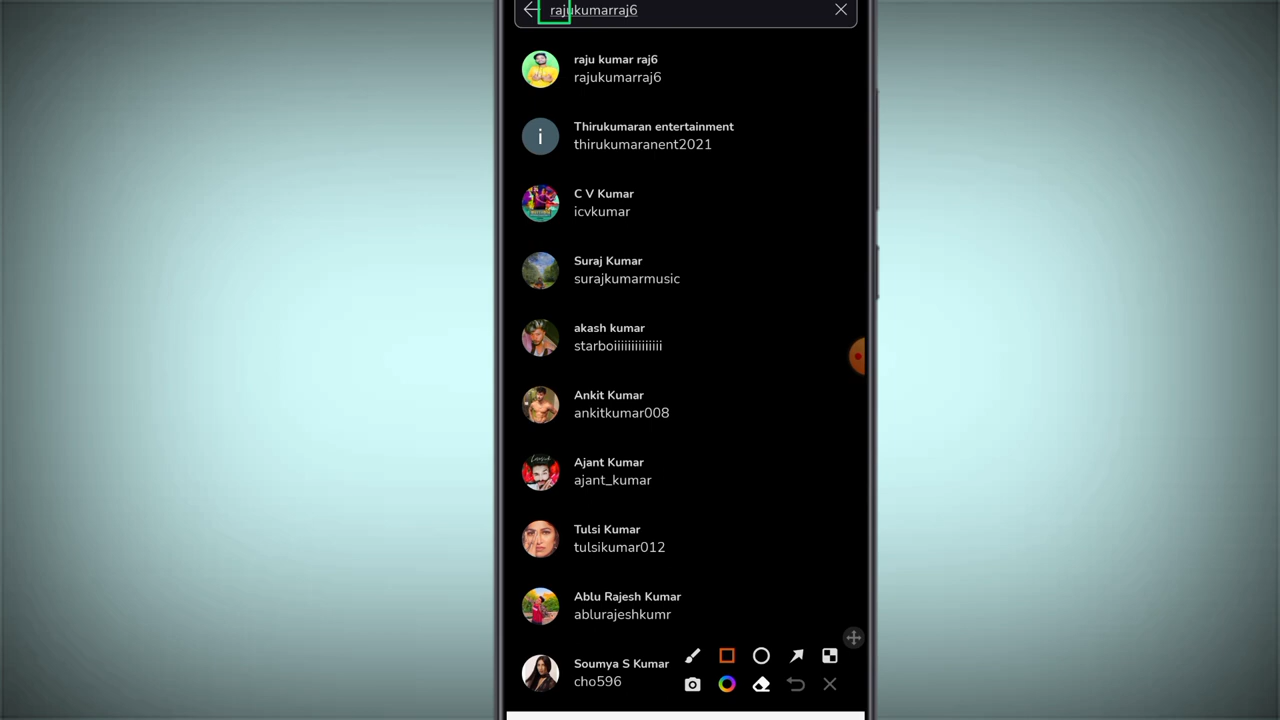 rajukumarraj6
raju kumar raj6
rajukumarraj6
i
Thirukumaran entertainment
thirukumaranent2021
C V Kumar
icvkumar
Suraj Kumar
surajkumarmusic
akash kumar
starboiiiiiiiiiiiiii
Ankit Kumar
ankitkumar008
Ajant Kumar
ajant_kumar
Tulsi Kumar
tulsikumar012
Ablu Rajesh Kumar
ablurajeshkumr
Soumya S Kumar
cho596